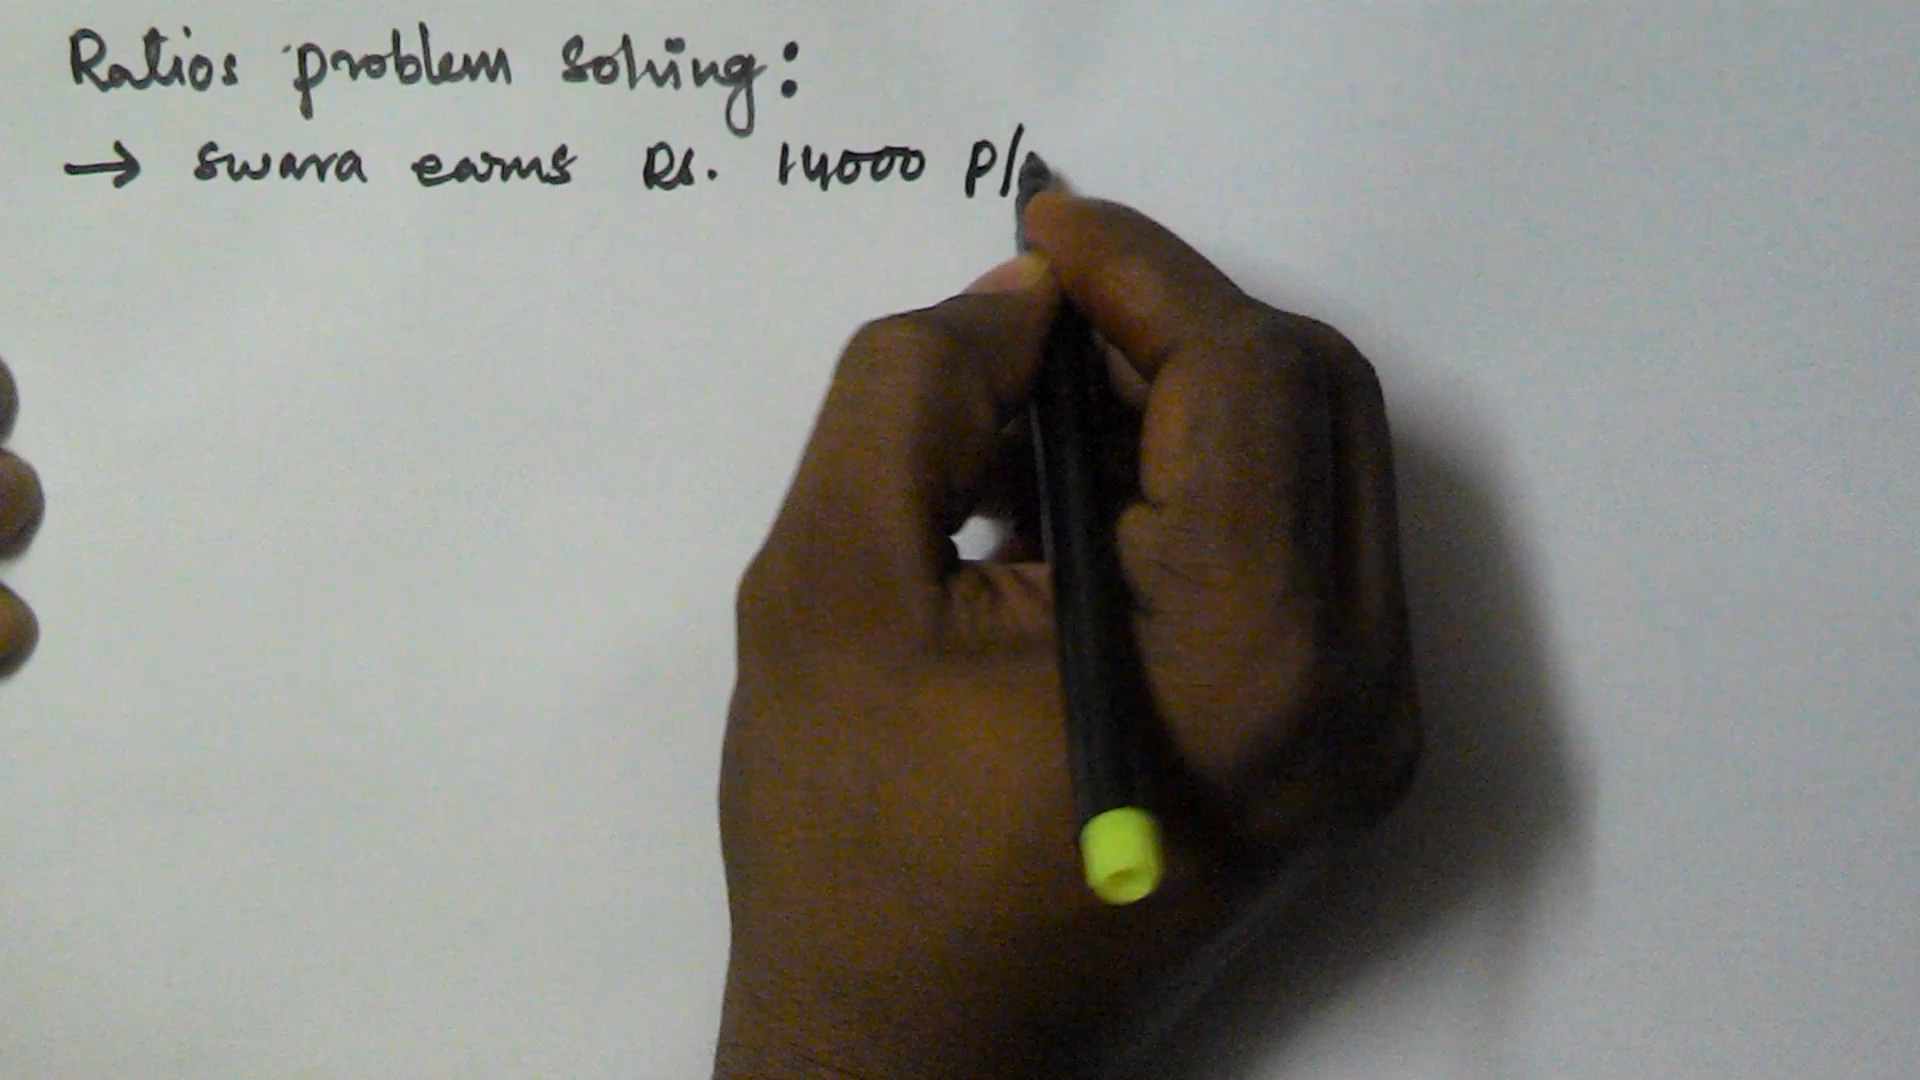 Ratios problem solving:
→ swara earns Rs. 14000 P/